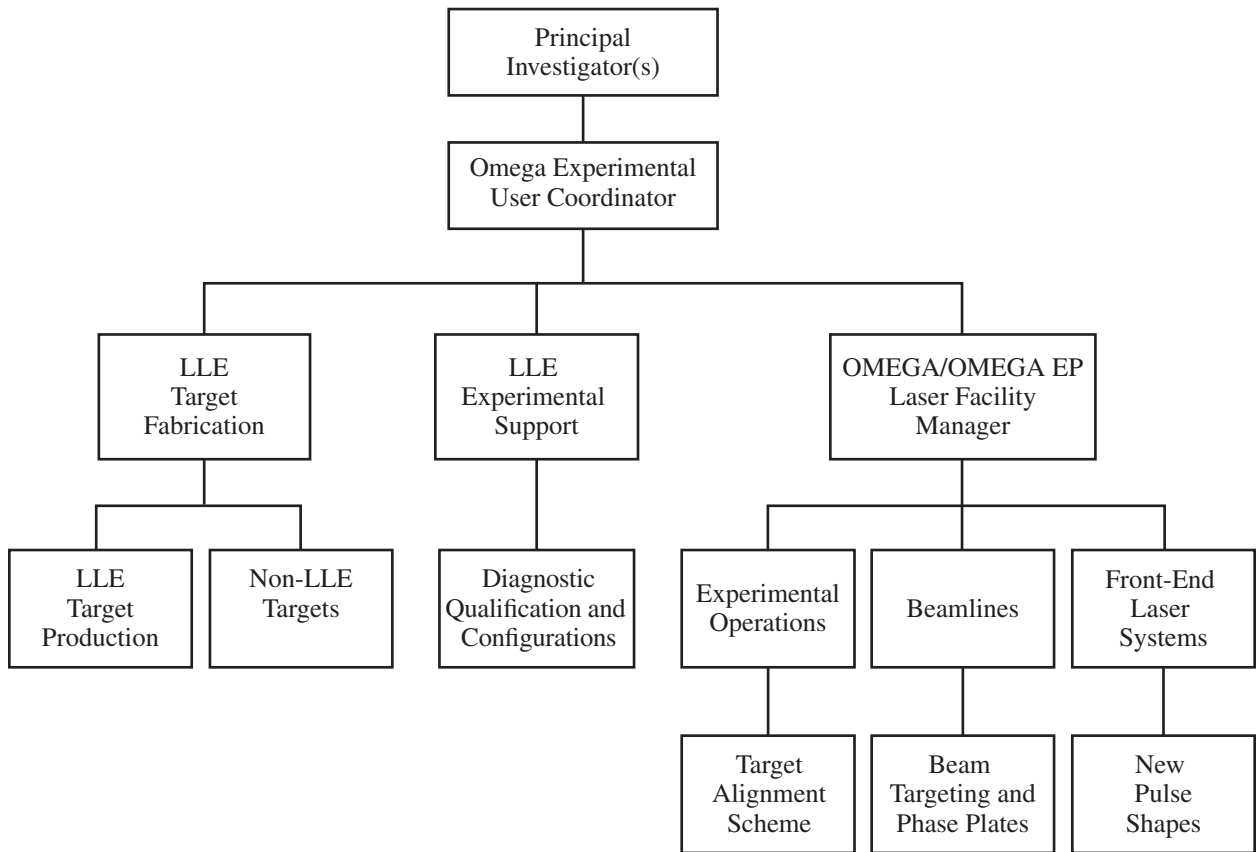 Principal
Investigator(s)
Omega Experimental
User Coordinator
LLE
Target
Fabrication
LLE
Experimental
Support
OMEGA/OMEGA EP
Laser Facility
Manager
LLE
Target
Production
Non-LLE
Targets
Diagnostic
Qualification and
Configurations
Experimental
Operations
Beamlines
Front-End
Laser
Systems
Target
Alignment
Scheme
Beam
Targeting and
Phase Plates
New
Pulse
Shapes